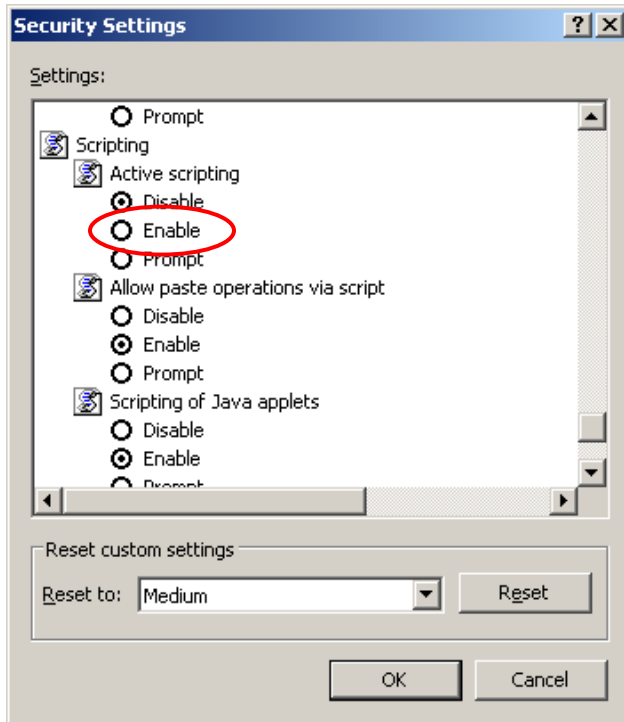 Security Settings
Settings:
Prompt
Scripting
Active scripting
Disable
Enable
Prompt
Allow paste operations via script
Disable
Enable
Prompt
Scripting of Java applets
Disable
Enable
Prompt
Reset custom settings
Reset to: Medium Reset
OK Cancel